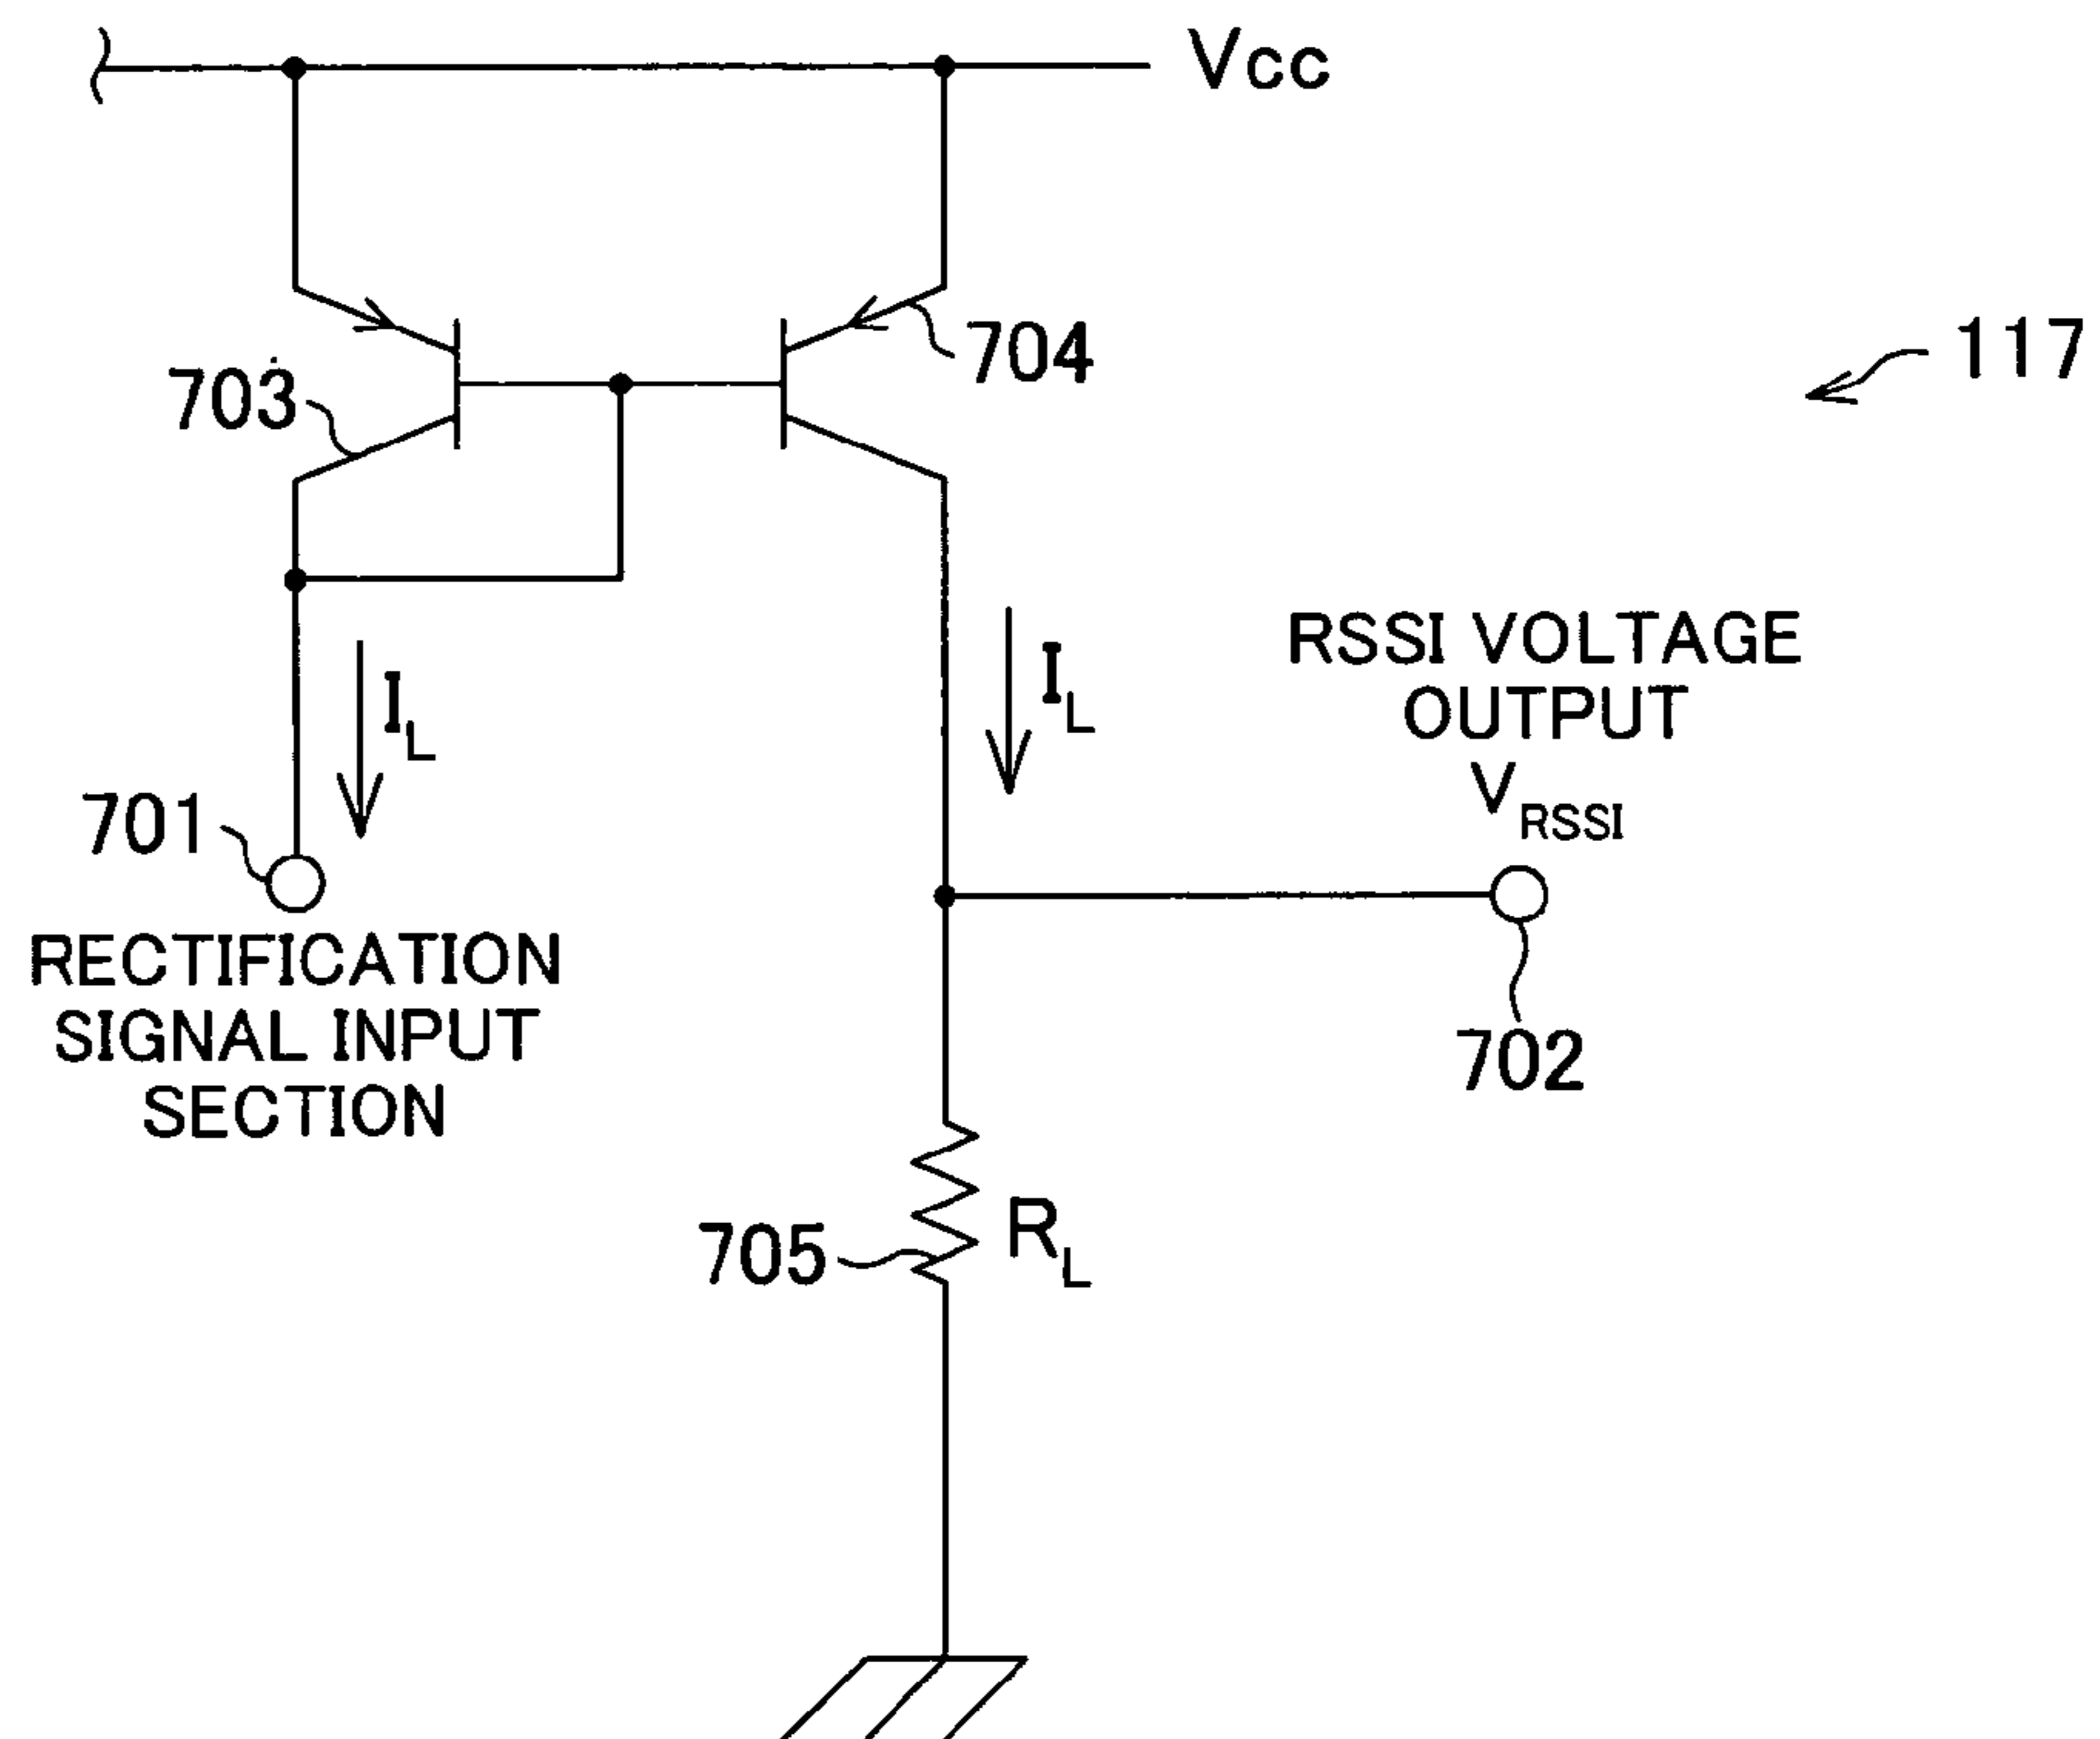 Vcc
704
117
703
I_L
I_L
RSSI VOLTAGE
OUTPUT
V_RSSI
701
RECTIFICATION
SIGNAL INPUT
SECTION
702
705
R_L